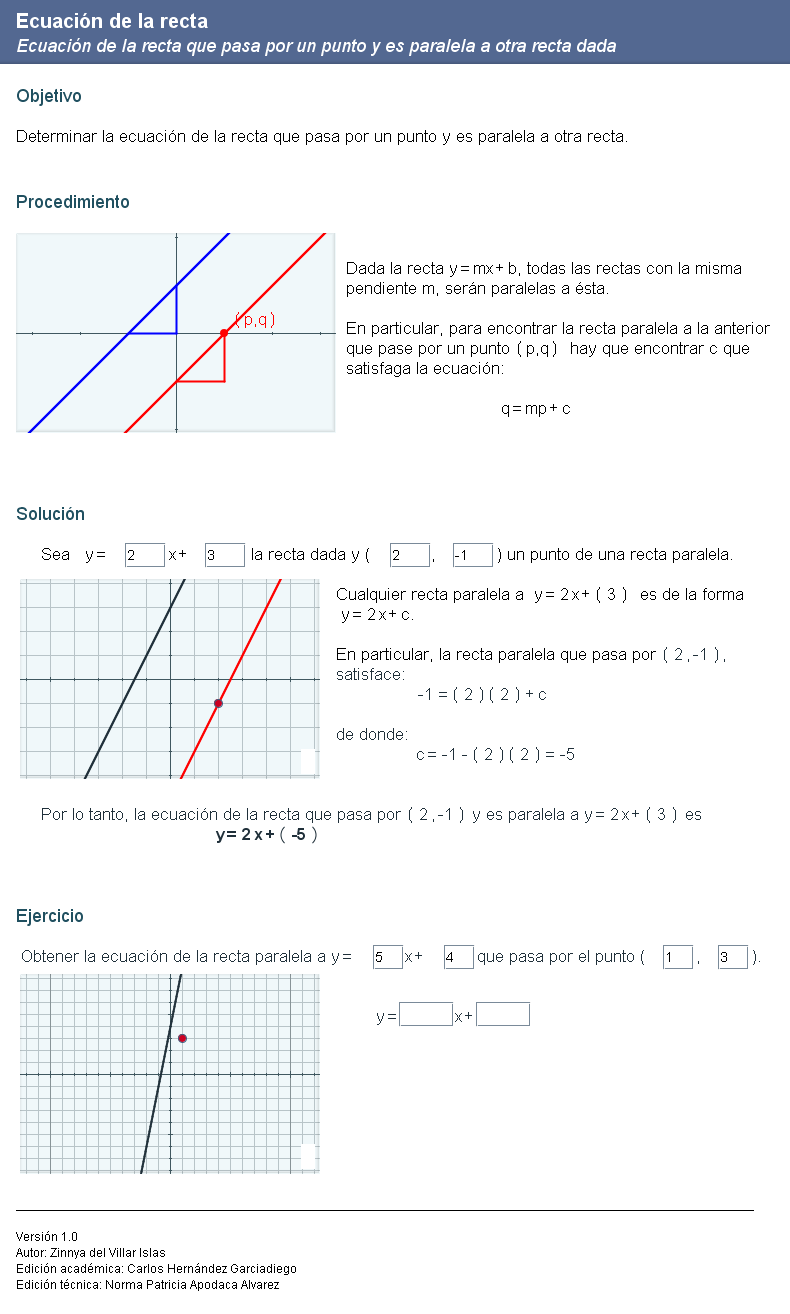 Ecuación de la recta
Ecuación de la recta que pasa por un punto y es paralela a otra recta dada
Objetivo
Determinar la ecuación de la recta que pasa por un punto y es paralela a otra recta.
Procedimiento
(p,q)
Dada la recta y=mx+b, todas las rectas con la misma
pendiente m, serán paralelas a ésta.
En particular, para encontrar la recta paralela a la anterior
que pase por un punto (p,q) hay que encontrar c que
satisfaga la ecuación:
q=mp+c
Solución
Sea y= 2 x+ 3 la recta dada y ( 2 , -1 ) un punto de una recta paralela.
Cualquier recta paralela a y=2x+(3) es de la forma
y=2x+c.
En particular, la recta paralela que pasa por (2,-1),
satisface:
-1=(2)(2)+c
de donde:
c=-1-(2)(2)=-5
Por lo tanto, la ecuación de la recta que pasa por (2,-1) y es paralela a y=2x+(3) es
y=2x+(-5)
Ejercicio
Obtener la ecuación de la recta paralela a y= 5 x+ 4 que pasa por el punto ( 1 , 3 ).
y= x+
Versión 1.0
Autor: Zinnya del Villar Islas
Edición académica: Carlos Hernández Garciadiego
Edición técnica: Norma Patricia Apodaca Alvarez